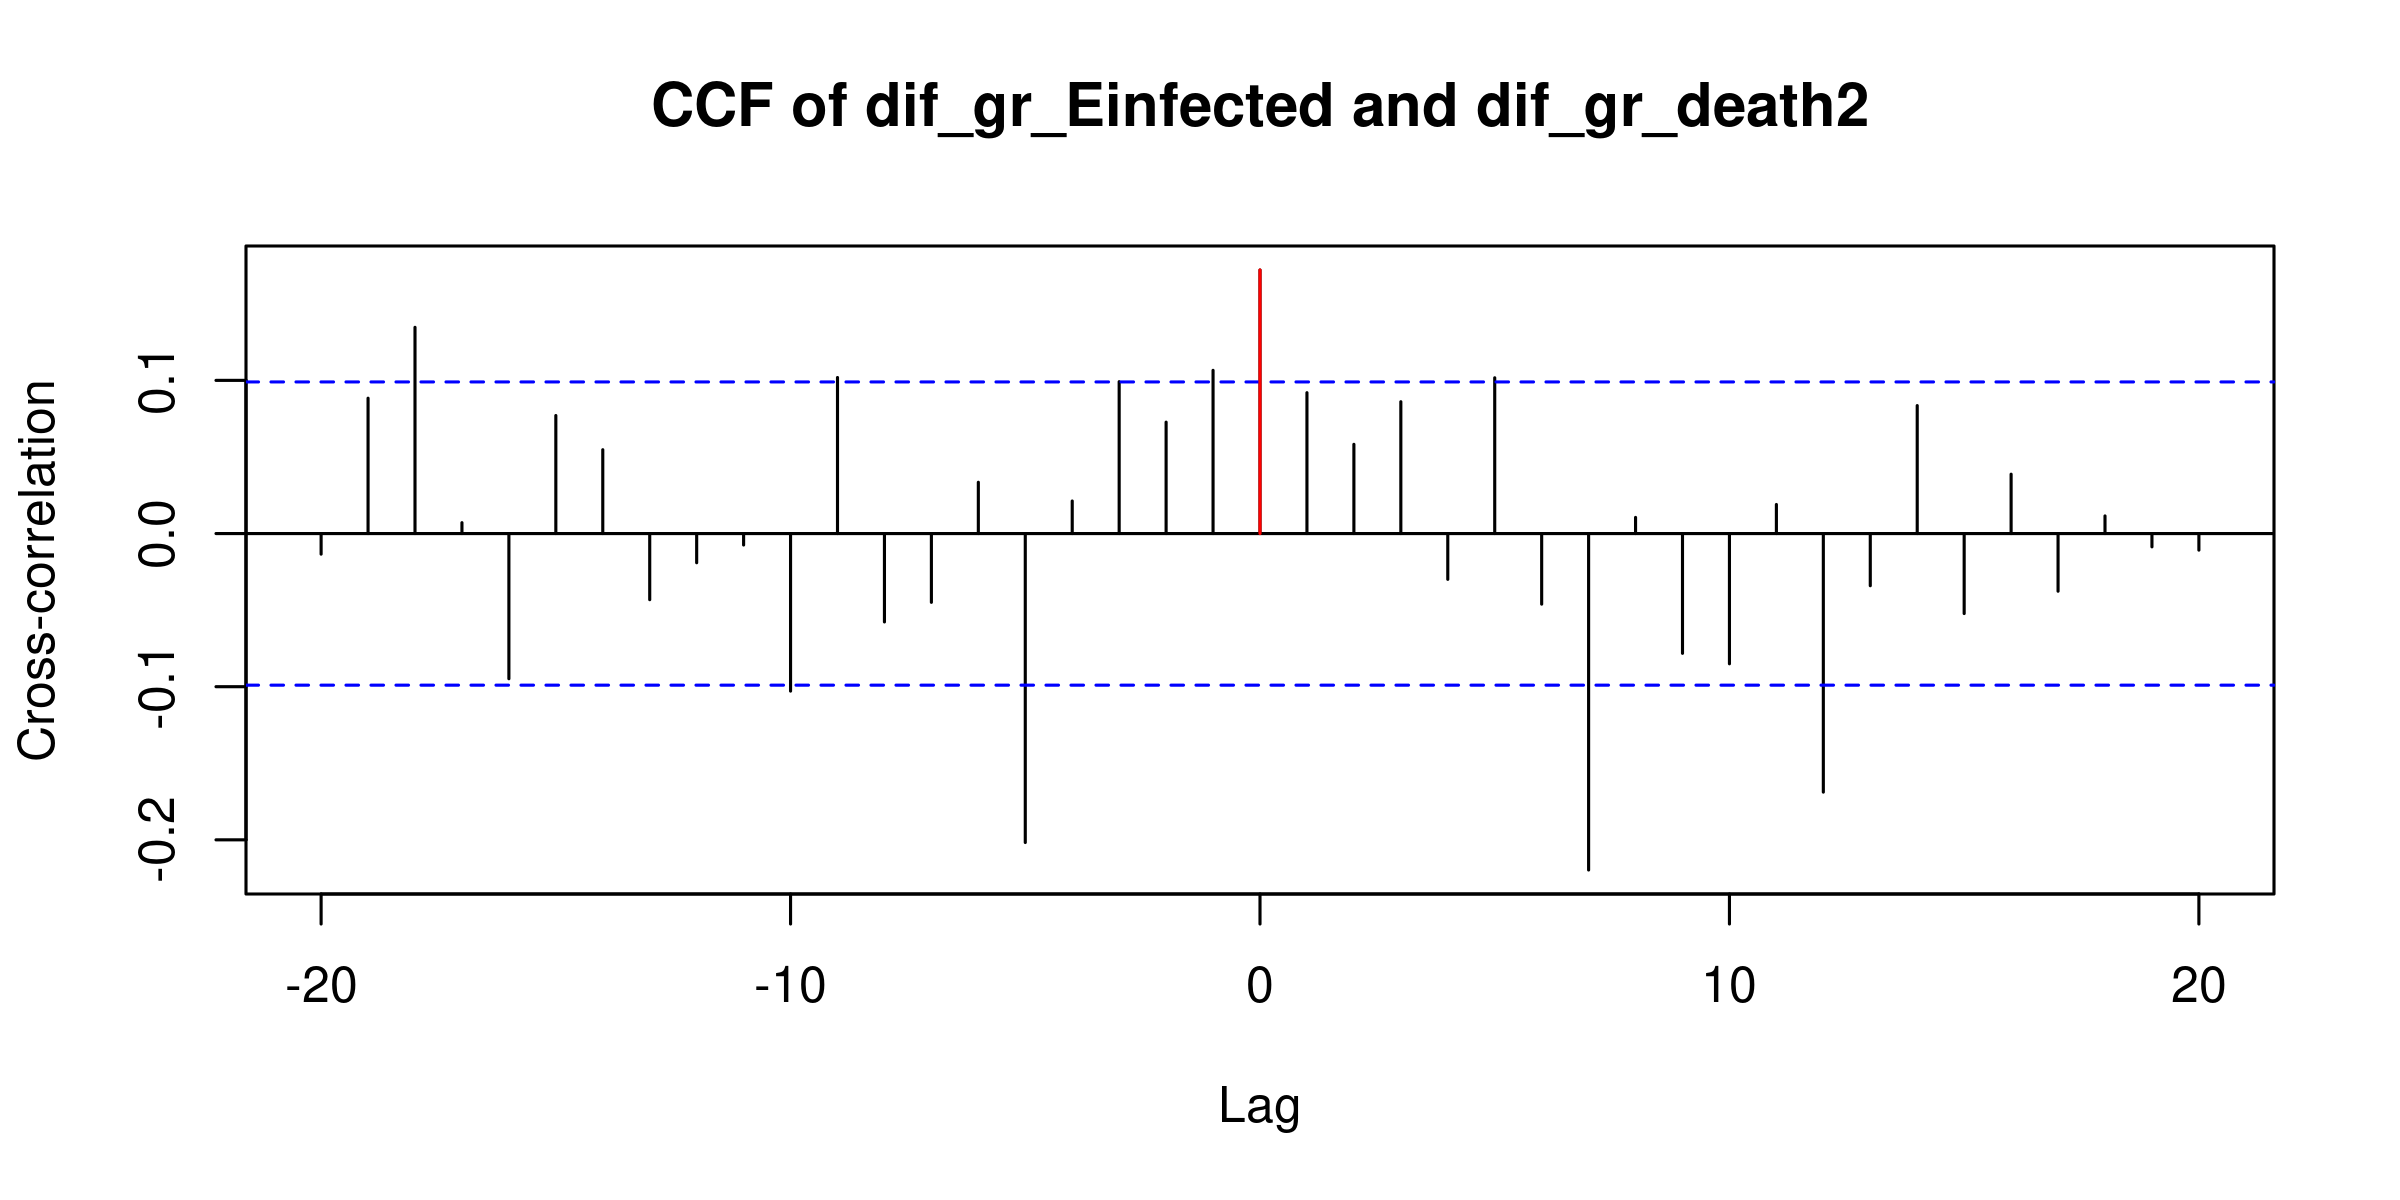 CCF of dif_gr_Einfected and dif_gr_death2
Cross-correlation
0.1
0.0
-0.1
-0.2
-20 -10 0 10 20
Lag